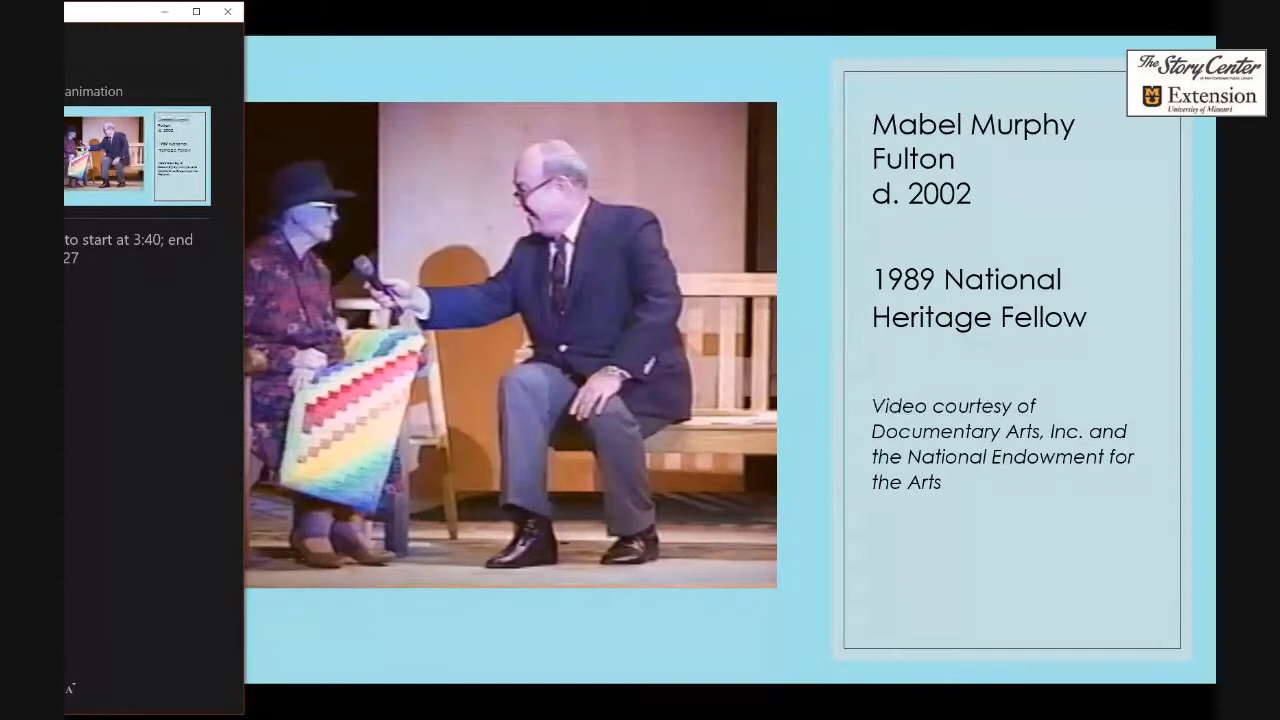 animation
to start at 3:40; end
27
Mabel Murphy
Fulton
d. 2002
1989 National
Heritage Fellow
Video courtesy of
Documentary Arts, Inc. and
the National Endowment for
the Arts
The Story Center
MU Extension
University of Missouri
A